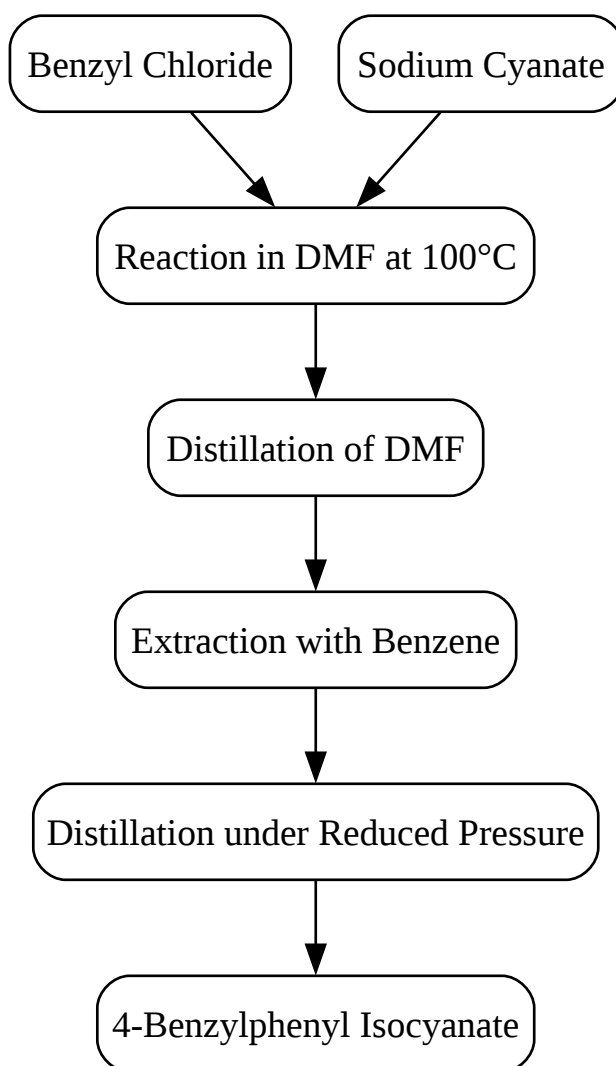 Benzyl Chloride
Sodium Cyanate
Reaction in DMF at 100°C
Distillation of DMF
Extraction with Benzene
Distillation under Reduced Pressure
4-Benzylphenyl Isocyanate